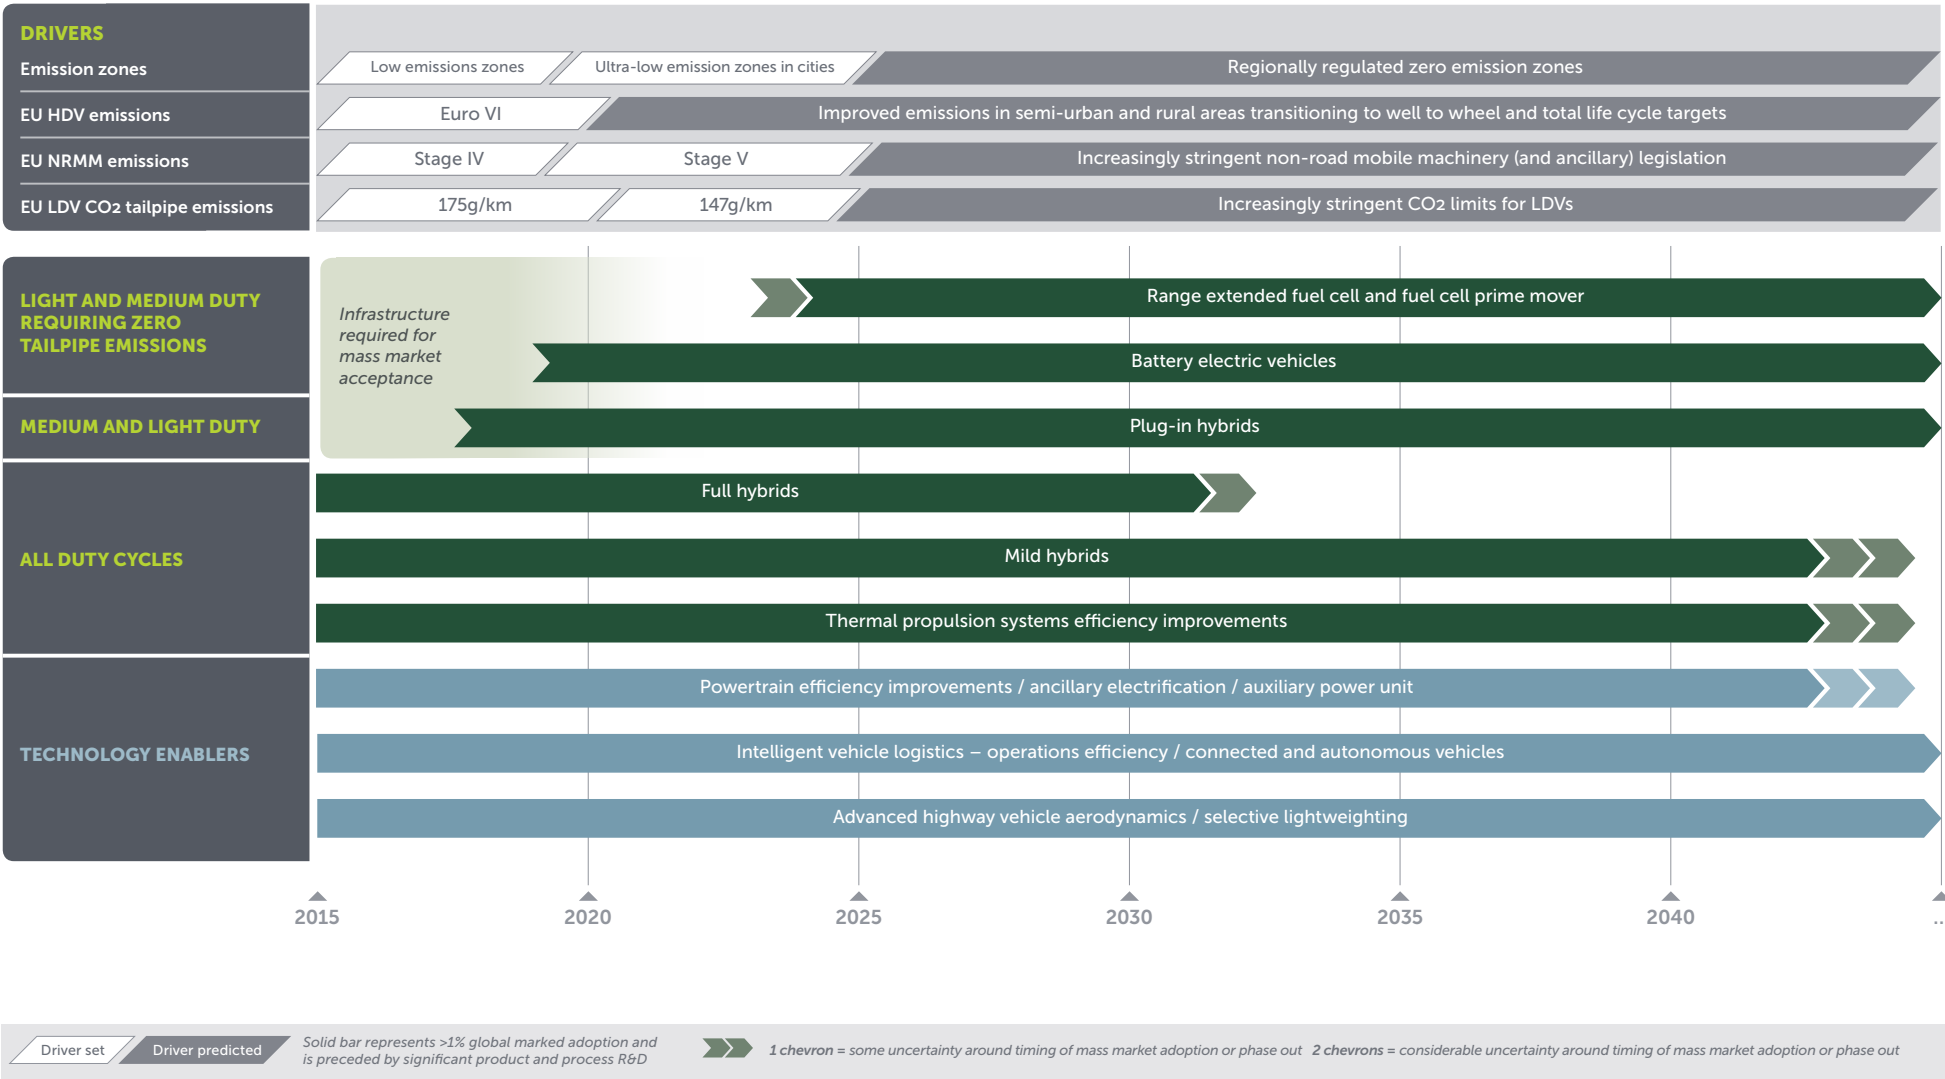 DRIVERS
Emission zones
Low emissions zones
Ultra-low emission zones in cities
Regionally regulated zero emission zones
EU HDV emissions
Euro VI
Improved emissions in semi-urban and rural areas transitioning to well to wheel and total life cycle targets
EU NRMM emissions
Stage IV
Stage V
Increasingly stringent non-road mobile machinery (and ancillary) legislation
EU LDV CO2 tailpipe emissions
175g/km
147g/km
Increasingly stringent CO2 limits for LDVs
LIGHT AND MEDIUM DUTY
REQUIRING ZERO
TAILPIPE EMISSIONS
Infrastructure
required for
mass market
acceptance
Range extended fuel cell and fuel cell prime mover
Battery electric vehicles
MEDIUM AND LIGHT DUTY
Plug-in hybrids
ALL DUTY CYCLES
Full hybrids
Mild hybrids
Thermal propulsion systems efficiency improvements
TECHNOLOGY ENABLERS
Powertrain efficiency improvements / ancillary electrification / auxiliary power unit
Intelligent vehicle logistics – operations efficiency / connected and autonomous vehicles
Advanced highway vehicle aerodynamics / selective lightweighting
2015
2020
2025
2030
2035
2040
..
Driver set
Driver predicted
Solid bar represents >1% global marked adoption and
is preceded by significant product and process R&D
1 chevron = some uncertainty around timing of mass market adoption or phase out
2 chevrons = considerable uncertainty around timing of mass market adoption or phase out